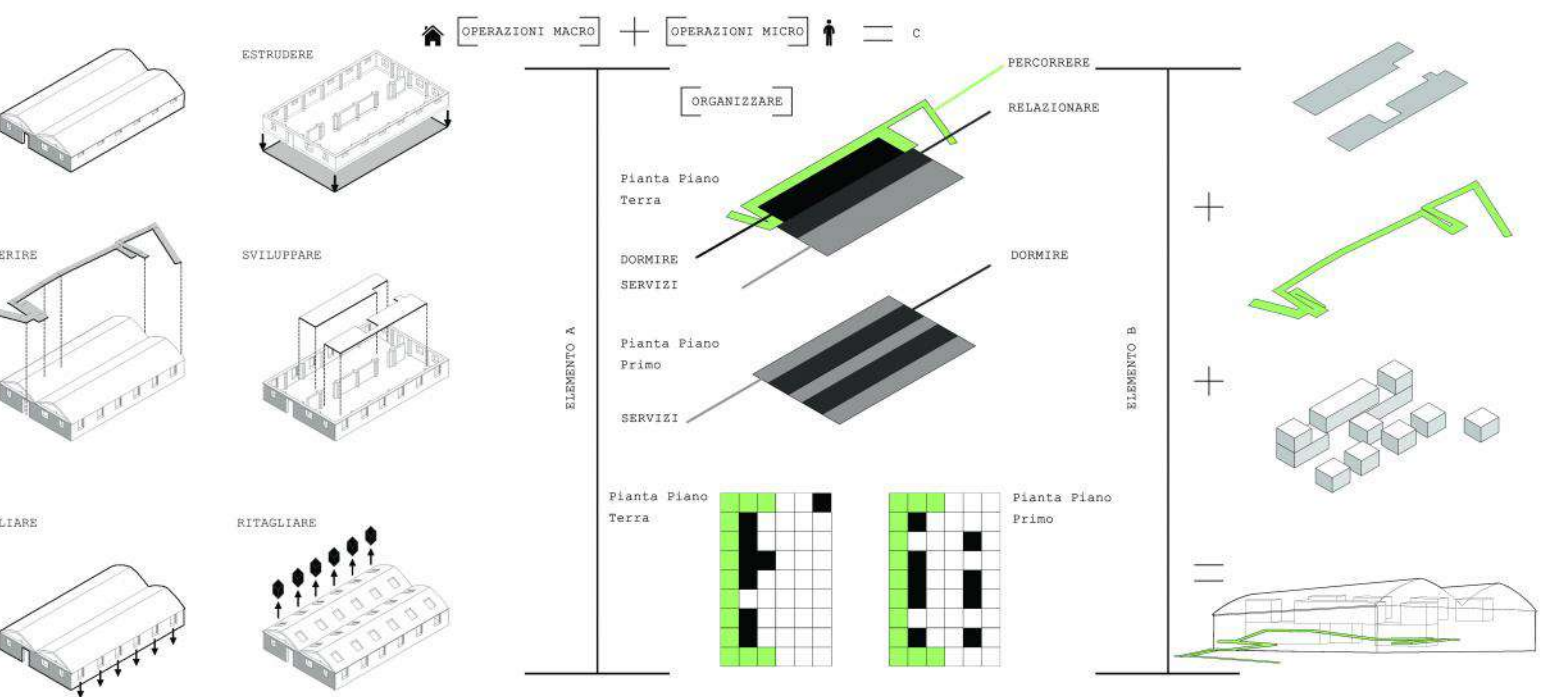 OPERAZIONI MACRO
OPERAZIONI MICRO
C
ESTRUDERE
ERIRE
SVILUPPARE
LIARE
RITAGLIARE
ELEMENTO A
ORGANIZZARE
PERCORRERE
RELAZIONARE
Pianta Piano
Terra
DORMIRE
SERVIZI
DORMIRE
Pianta Piano
Primo
SERVIZI
Pianta Piano
Terra
Pianta Piano
Primo
ELEMENTO B